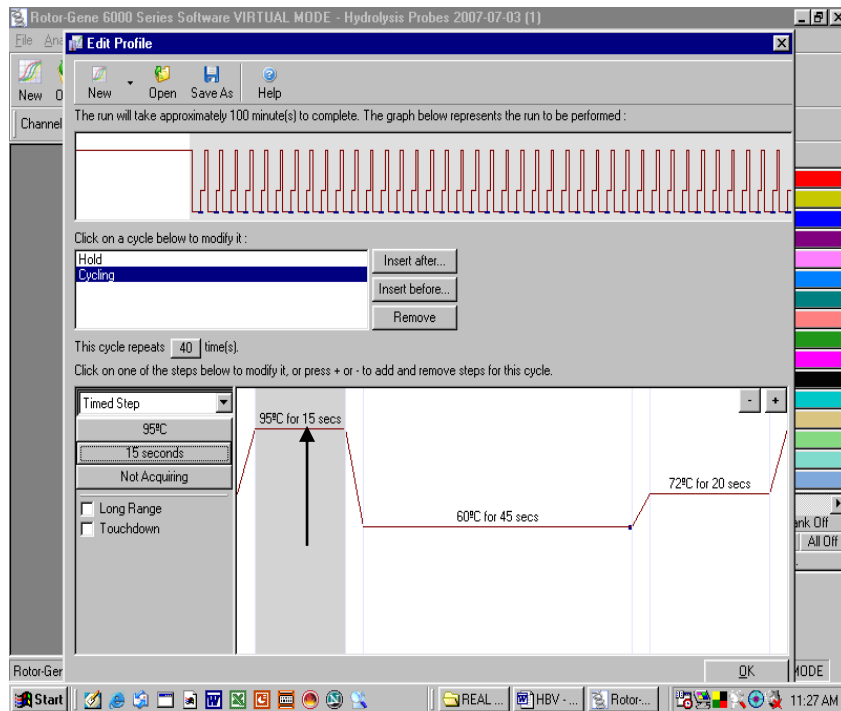 Rotor-Gene 6000 Series Software VIRTUAL MODE - Hydrolysis Probes 2007-07-03 (1)
File Ana
Edit Profile
New
New Open Save As Help
Channel
The run will take approximately 100 minute(s) to complete. The graph below represents the run to be performed :
Click on a cycle below to modify it :
Hold
Cycling
Insert after...
Insert before...
Remove
This cycle repeats 40 time(s).
Click on one of the steps below to modify it, or press + or - to add and remove steps for this cycle.
Timed Step
- +
95ºC
15 seconds
Not Acquiring
Long Range
Touchdown
95ºC for 15 secs
60ºC for 45 secs
72ºC for 20 secs
ank Off
All Off
OK
Rotor-Ger
MODE
Start
REAL ... HBV - ... Rotor-... 11:27 AM